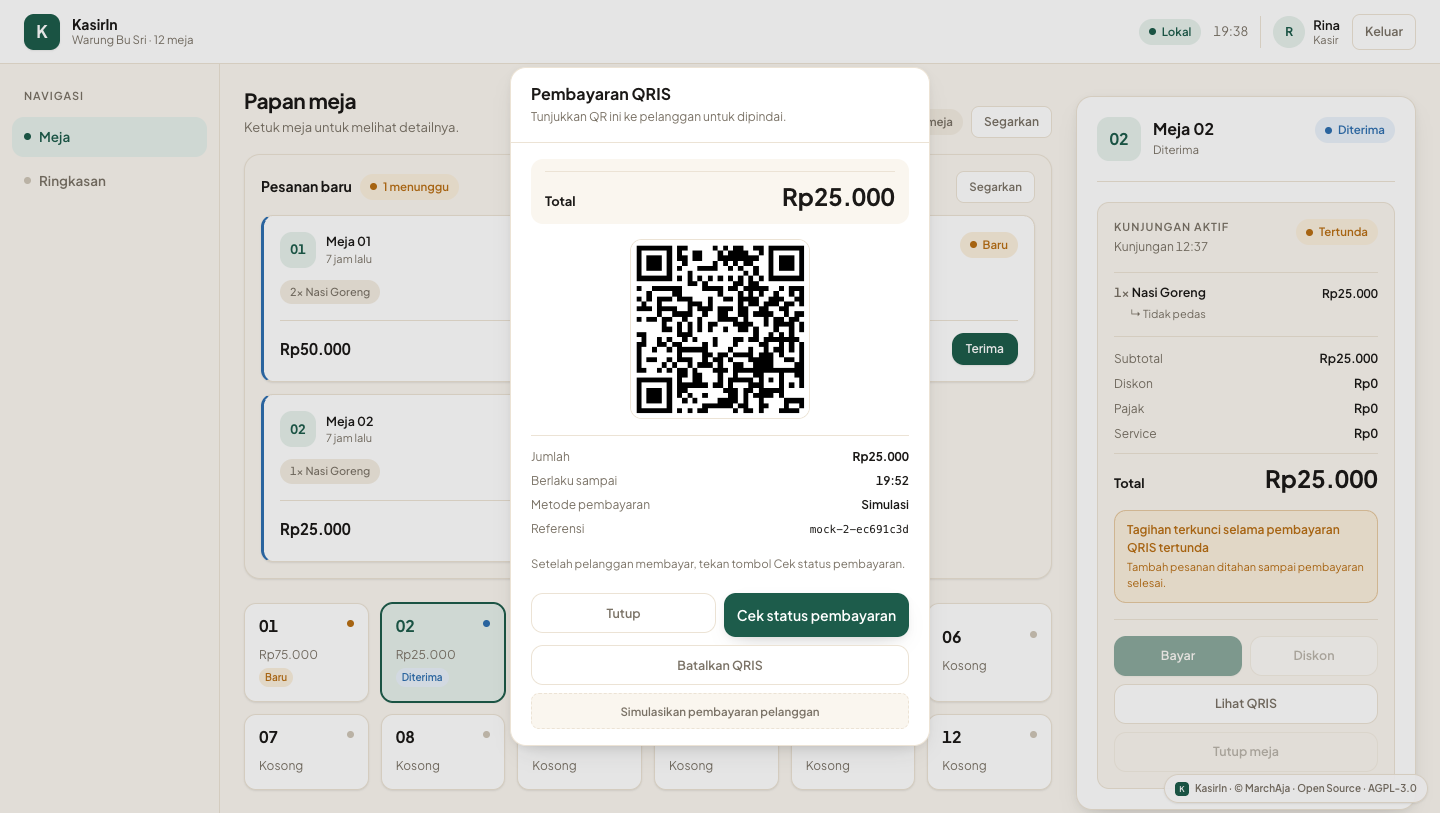 K
KasirIn
Warung Bu Sri · 12 meja
Lokal
19:38
R
Rina
Kasir
Keluar
NAVIGASI
Meja
Ringkasan
Papan meja
Ketuk meja untuk melihat detailnya.
meja
Segarkan
Pesanan baru
1 menunggu
Segarkan
01
Meja 01
7 jam lalu
Baru
2× Nasi Goreng
Rp50.000
Terima
02
Meja 02
7 jam lalu
1× Nasi Goreng
Rp25.000
01
Rp75.000
Baru
02
Rp25.000
Diterima
06
Kosong
07
Kosong
08
Kosong
Kosong
Kosong
Kosong
12
Kosong
Pembayaran QRIS
Tunjukkan QR ini ke pelanggan untuk dipindai.
Total
Rp25.000
Jumlah
Rp25.000
Berlaku sampai
19:52
Metode pembayaran
Simulasi
Referensi
mock-2-ec691c3d
Setelah pelanggan membayar, tekan tombol Cek status pembayaran.
Tutup
Cek status pembayaran
Batalkan QRIS
Simulasikan pembayaran pelanggan
02
Meja 02
Diterima
Diterima
KUNJUNGAN AKTIF
Kunjungan 12:37
Tertunda
1× Nasi Goreng
Rp25.000
↳ Tidak pedas
Subtotal
Rp25.000
Diskon
Rp0
Pajak
Rp0
Service
Rp0
Total
Rp25.000
Tagihan terkunci selama pembayaran
QRIS tertunda
Tambah pesanan ditahan sampai pembayaran
selesai.
Bayar
Diskon
Lihat QRIS
Tutup meja
K
KasirIn · © MarchAja · Open Source · AGPL-3.0